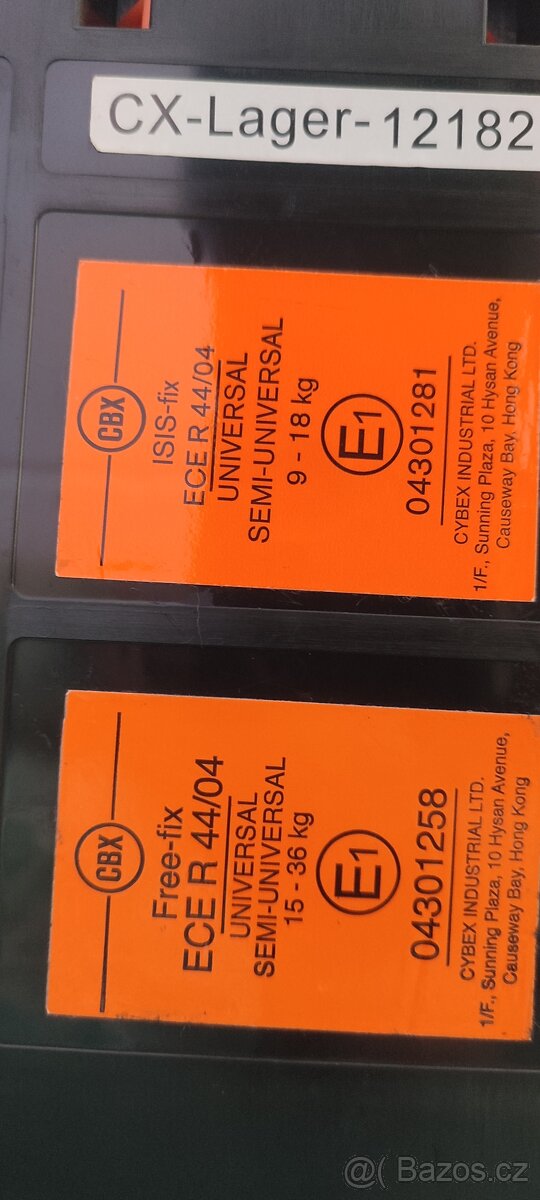 CX-Lager-12182
CBX
ISIS-fix
ECE R 44/04
UNIVERSAL
SEMI-UNIVERSAL
9 - 18 kg
E1
04301281
CYBEX INDUSTRIAL LTD.
1/F., Sunning Plaza, 10 Hysan Avenue,
Causeway Bay, Hong Kong
CBX
Free-fix
ECE R 44/04
UNIVERSAL
SEMI-UNIVERSAL
15 - 36 kg
E1
04301258
CYBEX INDUSTRIAL LTD.
1/F., Sunning Plaza, 10 Hysan Avenue,
Causeway Bay, Hong Kong
@( Bazos.cz